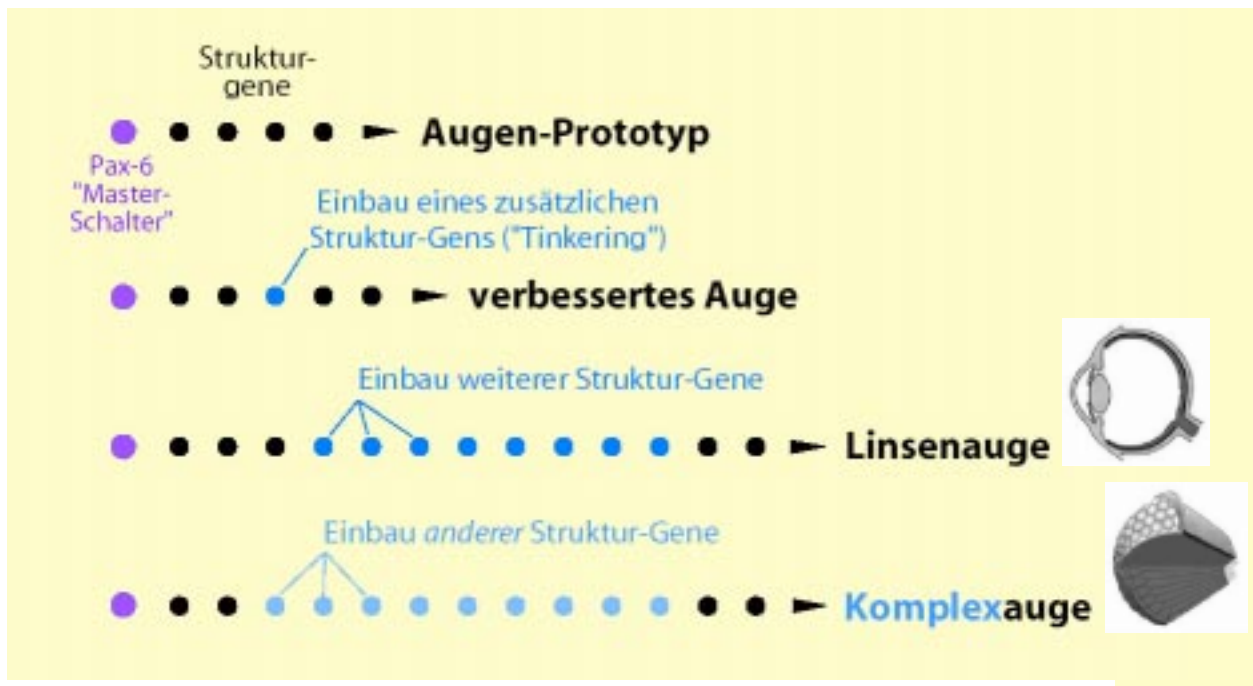 Struktur-
gene
Augen-Prototyp
Pax-6
"Master-
Schalter"
Einbau eines zusätzlichen
Struktur-Gens ("Tinkering")
verbessertes Auge
Einbau weiterer Struktur-Gene
Linsenauge
Einbau anderer Struktur-Gene
Komplexauge